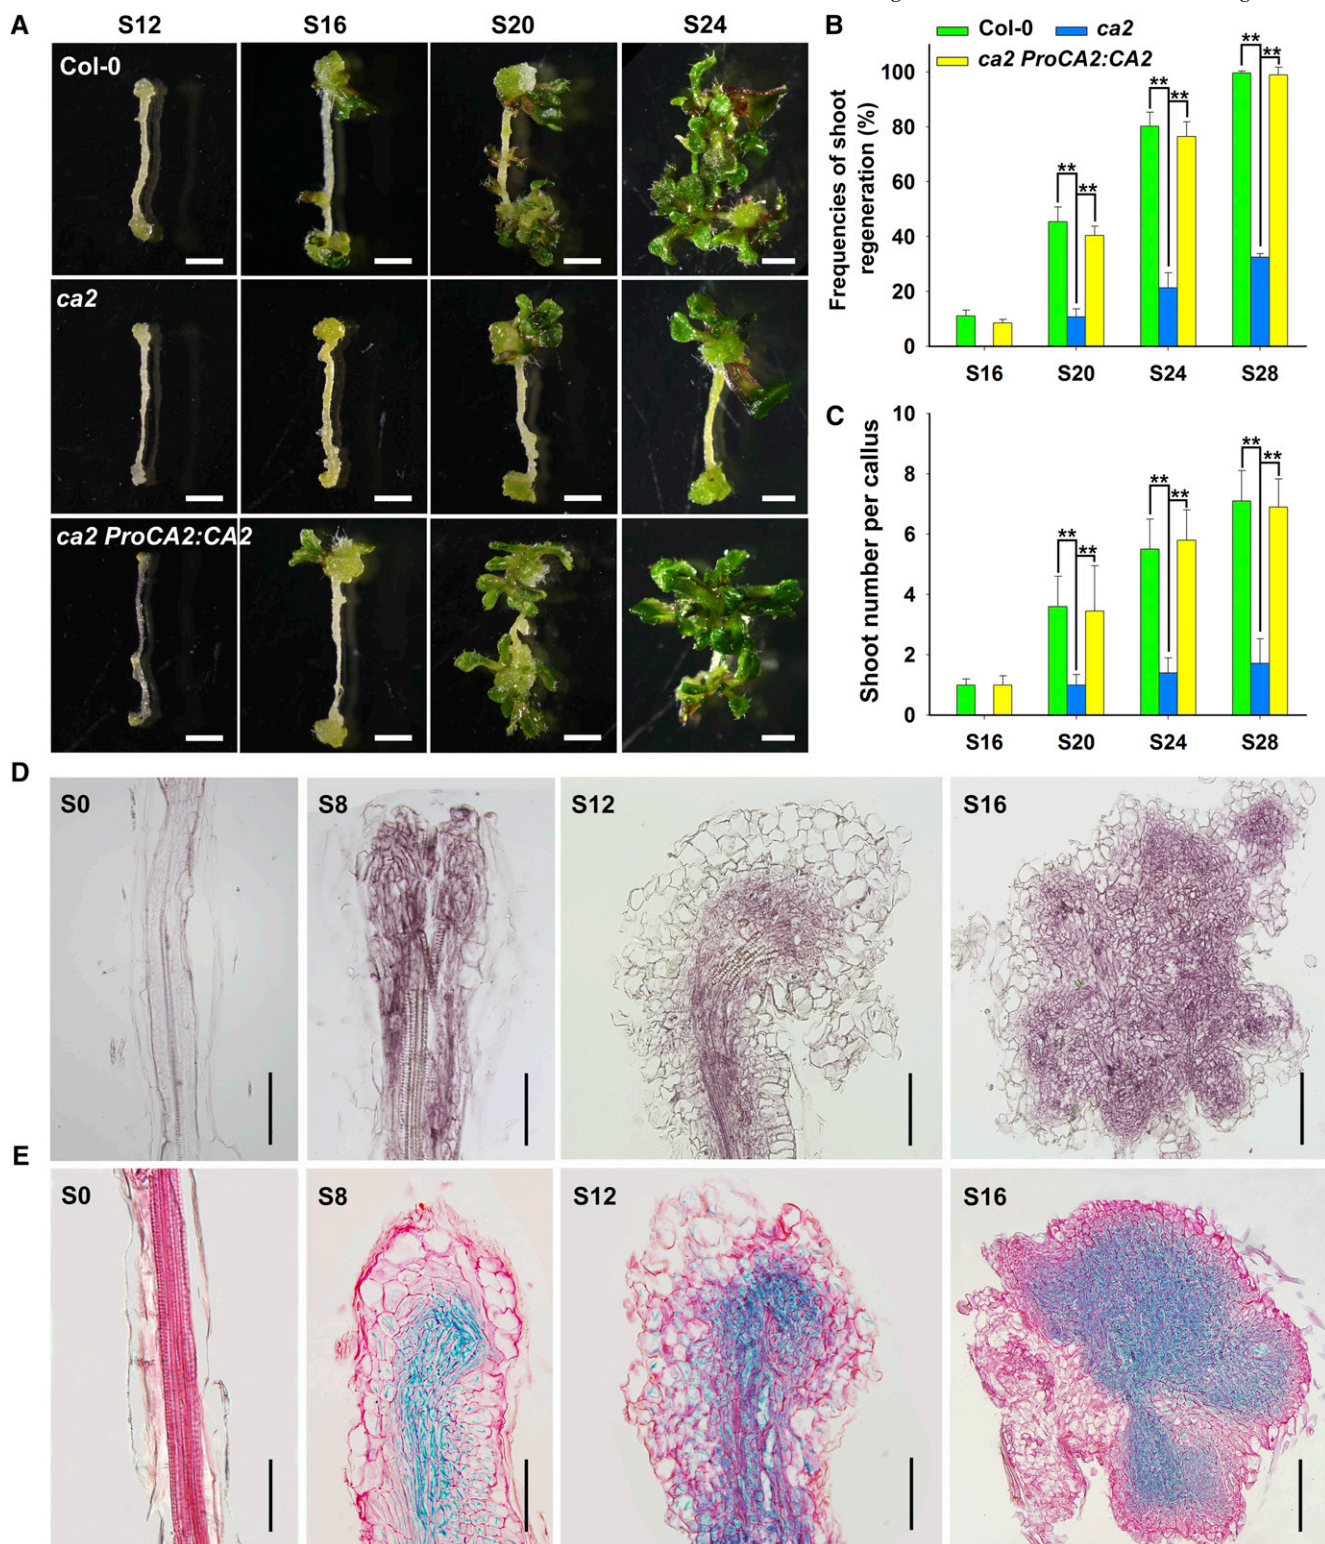 A
S12 S16 S20 S24
Col-0
ca2
ca2 ProCA2:CA2
B
Col-0 ca2
ca2 ProCA2:CA2
Frequencies of shoot
regeneration (%)
100
80
60
40
20
0
** ** ** ** ** **
S16 S20 S24 S28
C
Shoot number per callus
10
8
6
4
2
0
** ** ** ** ** **
S16 S20 S24 S28
D
S0 S8 S12 S16
E
S0 S8 S12 S16